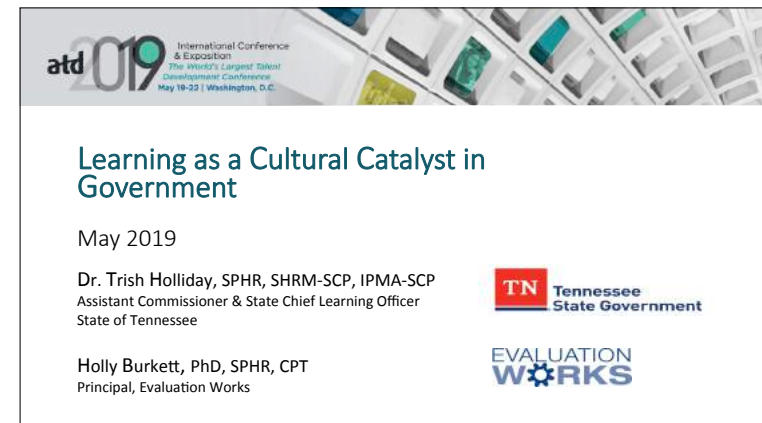 atd 2019
International Conference
& Exposition
The World's Largest Talent
Development Conference
May 19-22 | Washington, D.C.
Learning as a Cultural Catalyst in
Government
May 2019
Dr. Trish Holliday, SPHR, SHRM-SCP, IPMA-SCP
Assistant Commissioner & State Chief Learning Officer
State of Tennessee
TN Tennessee
State Government
Holly Burkett, PhD, SPHR, CPT
Principal, Evaluation Works
EVALUATION
WORKS